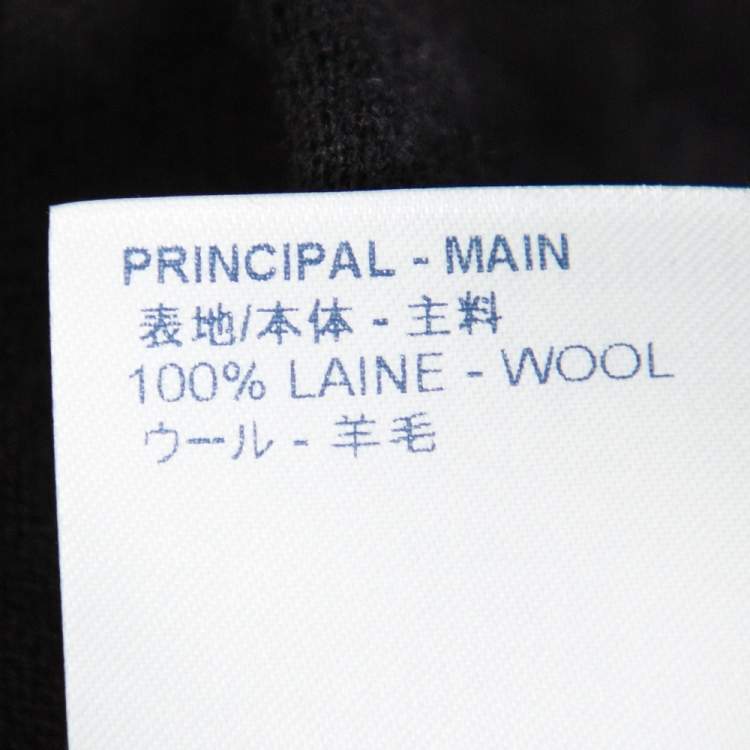 PRINCIPAL - MAIN
表地/本体 - 主料
100% LAINE - WOOL
ウール - 羊毛